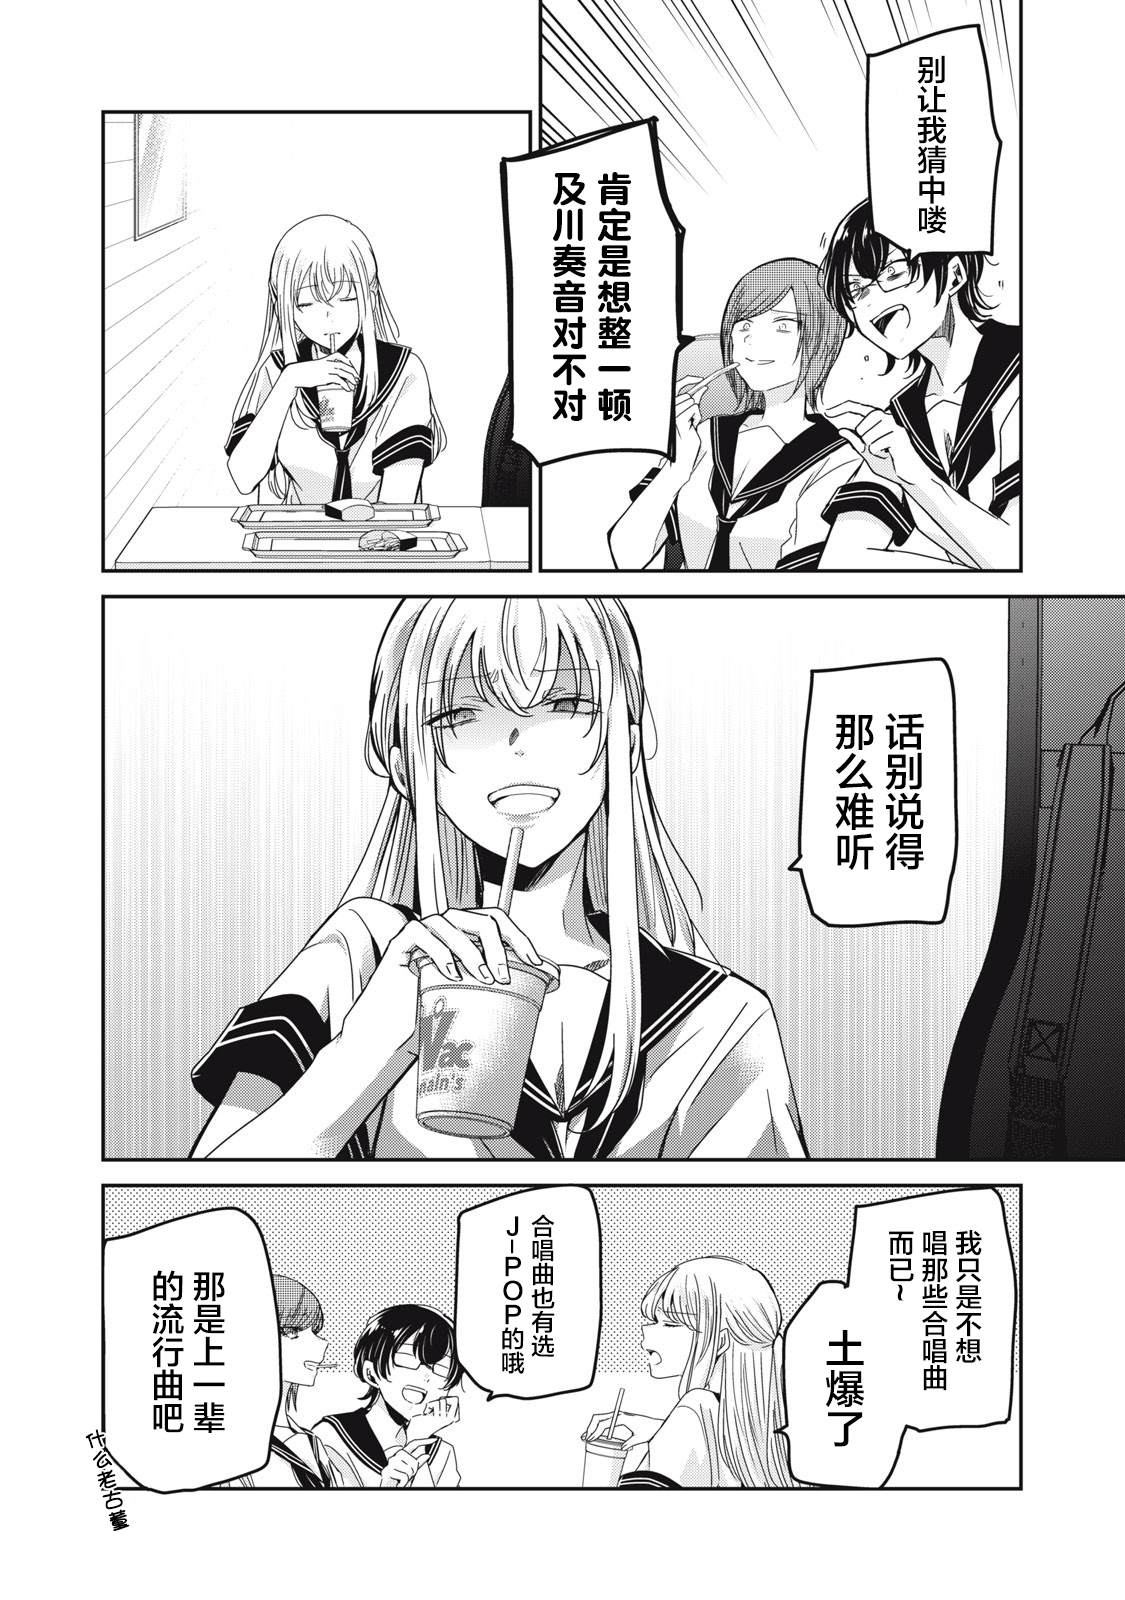 别让我猜中喽
肯定是想整一顿
及川奏音对不对
话别说得
那么难听
Wac
nain's
我只是不想
唱那些合唱曲
而已~
土爆了
合唱曲也有选
J-POP的哦
那是上一辈
的流行曲吧
什么老古董